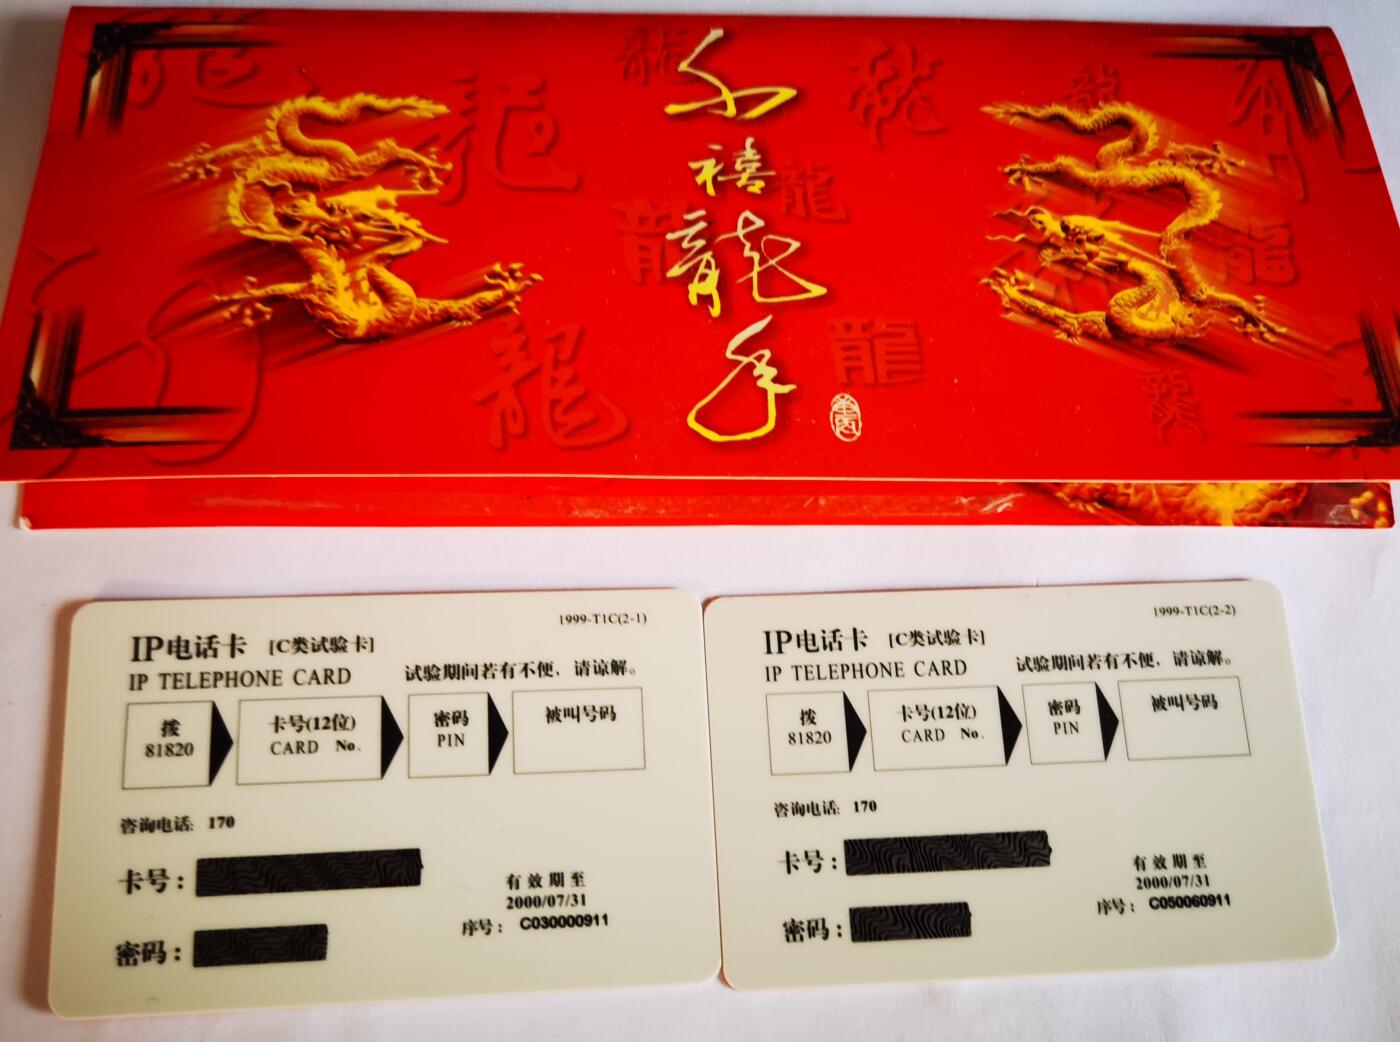 千
禧
龍
年
龍
龍
龍
龍
1999-T1C(2-1)
IP电话卡 [C类试验卡]
IP TELEPHONE CARD
试验期间若有不便，请谅解。
拨
81820
卡号(12位)
CARD No.
密码
PIN
被叫号码
咨询电话: 170
卡号：
密码：
有效期至
2000/07/31
序号： C030000911
1999-T1C(2-2)
IP电话卡 [C类试验卡]
IP TELEPHONE CARD
试验期间若有不便，请谅解。
拨
81820
卡号(12位)
CARD No.
密码
PIN
被叫号码
咨询电话: 170
卡号：
密码：
有效期至
2000/07/31
序号： C050060911